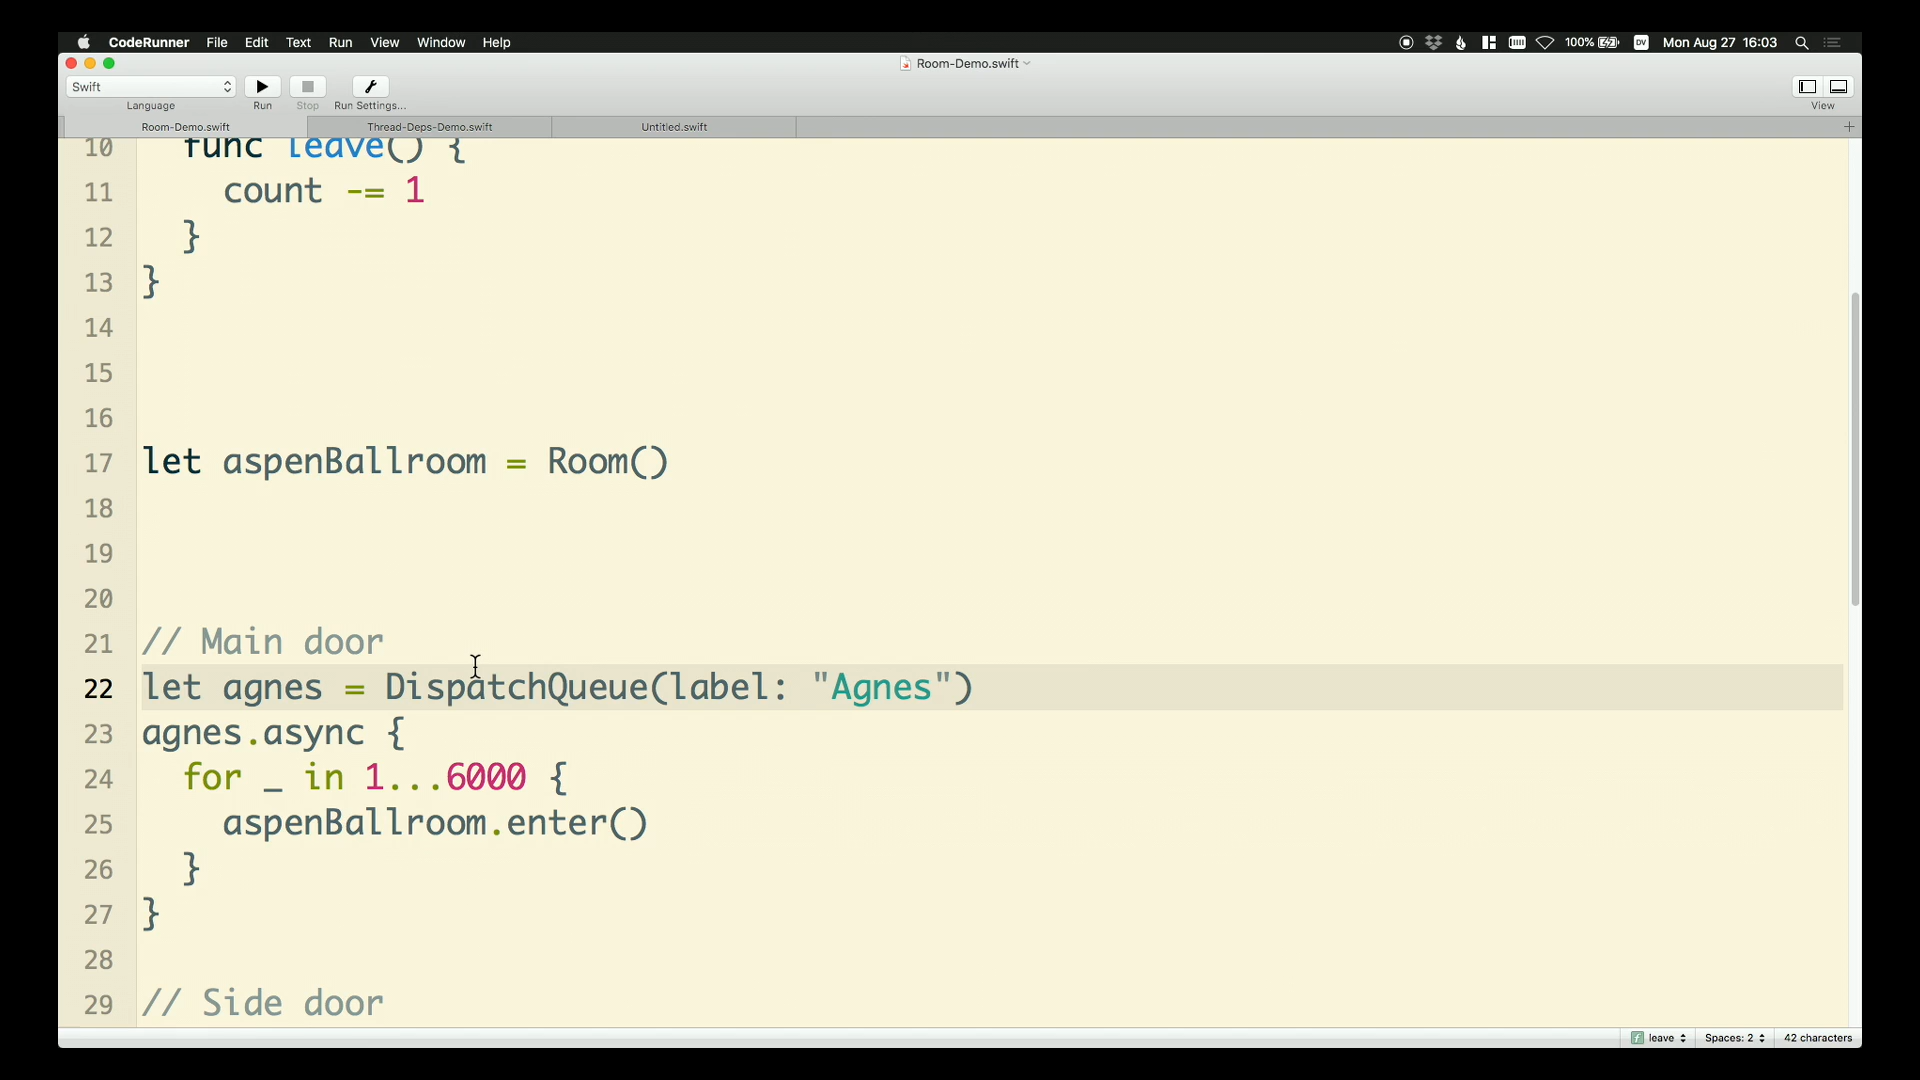 CodeRunner File Edit Text Run View Window Help 100% DV Mon Aug 27 16:03
Room-Demo.swift
Swift
Language Run Stop Run Settings... View
Room-Demo.swift Thread-Deps-Demo.swift Untitled.swift
10 func leave() {
11 count -= 1
12 }
13 }
14
15
16
17 let aspenBallroom = Room()
18
19
20
21 // Main door
22 let agnes = DispatchQueue(label: "Agnes")
23 agnes.async {
24 for _ in 1...6000 {
25 aspenBallroom.enter()
26 }
27 }
28
29 // Side door
f leave Spaces: 2 42 characters